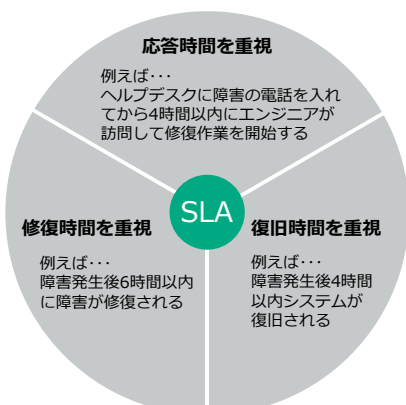 応答時間を重視
例えば･･･
ヘルプデスクに障害の電話を入れ
てから4時間以内にエンジニアが
訪問して修復作業を開始する
SLA
修復時間を重視
例えば･･･
障害発生後6時間以内
に障害が修復される
復旧時間を重視
例えば･･･
障害発生後4時間
以内システムが
復旧される